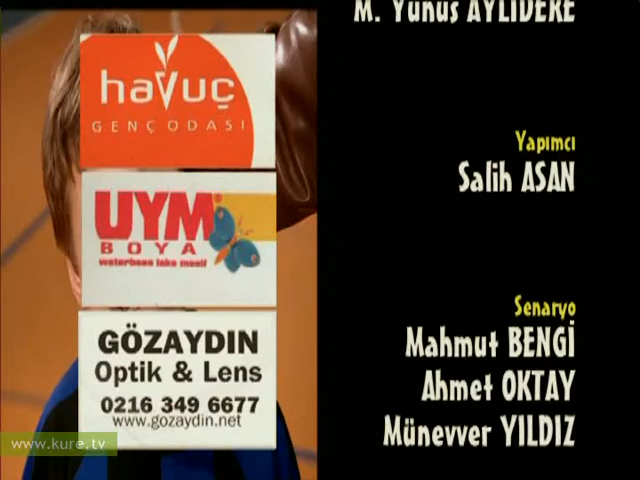 M. Yunus AYLIDERE
havuç
GENÇ ODASI
Yapımcı
Salih ASAN
UYM
BOYA
waterbase lake masif
Senaryo
Mahmut BENGİ
Ahmet OKTAY
Münevver YILDIZ
GÖZAYDIN
Optik & Lens
0216 349 6677
www.gozaydin.net
www.kure.tv